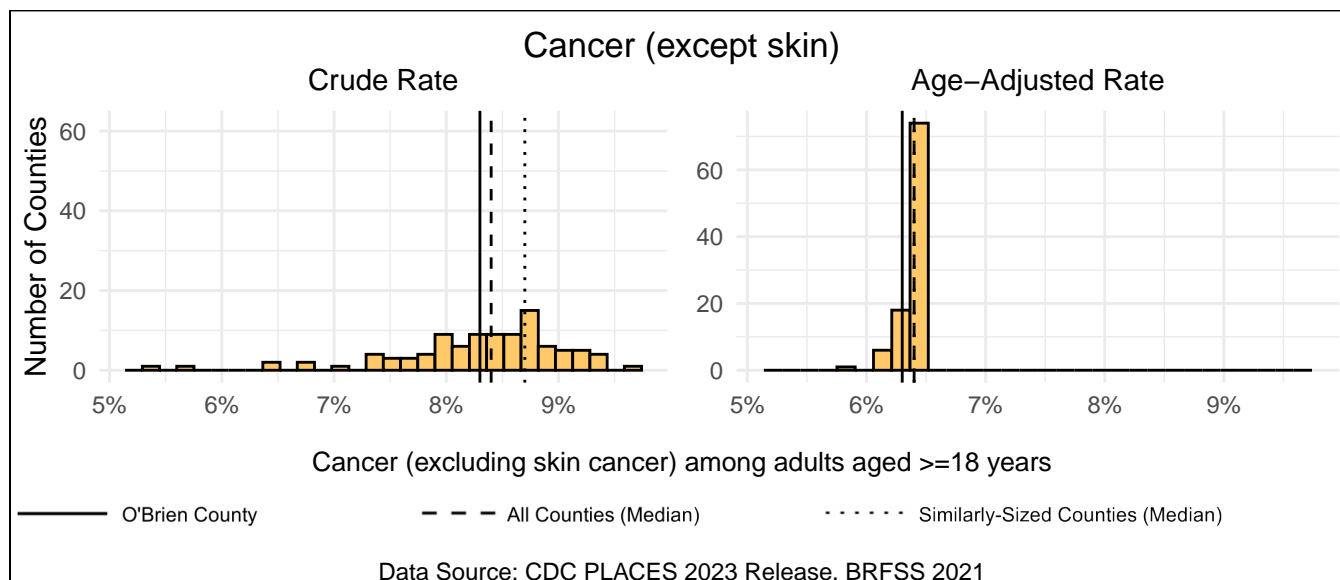 Cancer (except skin)
Crude Rate
Age−Adjusted Rate
Number of Counties
60
40
20
0
5%
6%
7%
8%
9%
60
40
20
0
5%
6%
7%
8%
9%
Cancer (excluding skin cancer) among adults aged >=18 years
O'Brien County
All Counties (Median)
Similarly-Sized Counties (Median)
Data Source: CDC PLACES 2023 Release, BRFSS 2021